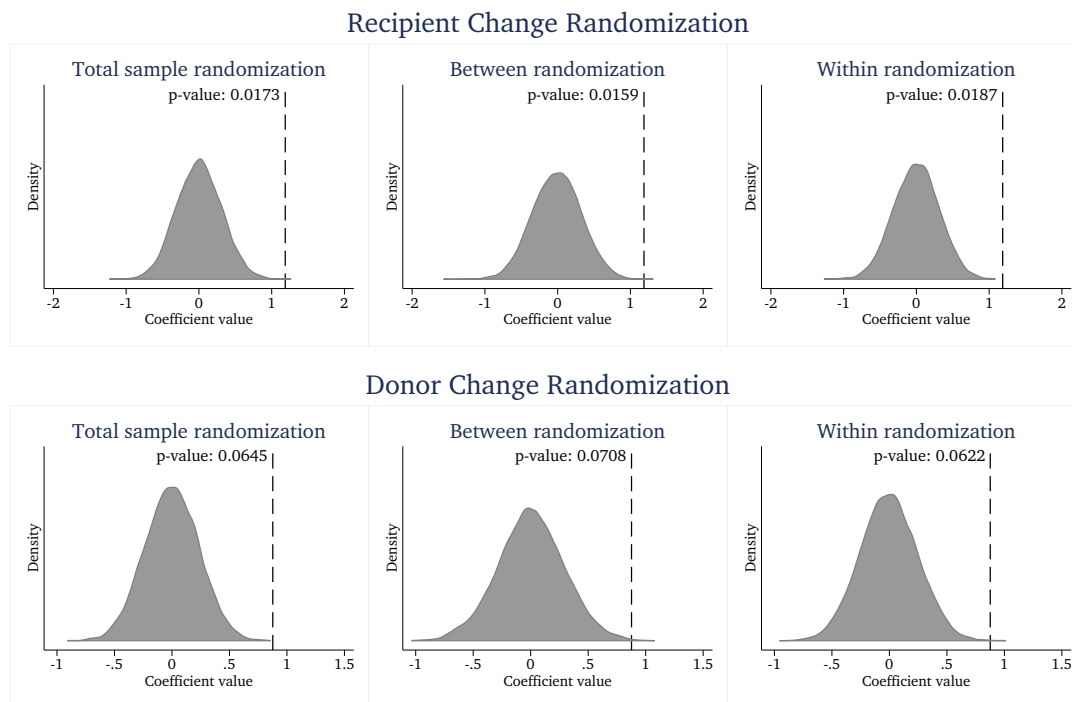 Recipient Change Randomization
Total sample randomization
p-value: 0.0173
Density
-2 -1 0 1 2
Coefficient value
Between randomization
p-value: 0.0159
Density
-2 -1 0 1 2
Coefficient value
Within randomization
p-value: 0.0187
Density
-2 -1 0 1 2
Coefficient value
Donor Change Randomization
Total sample randomization
p-value: 0.0645
Density
-1 -.5 0 .5 1 1.5
Coefficient value
Between randomization
p-value: 0.0708
Density
-1 -.5 0 .5 1 1.5
Coefficient value
Within randomization
p-value: 0.0622
Density
-1 -.5 0 .5 1 1.5
Coefficient value